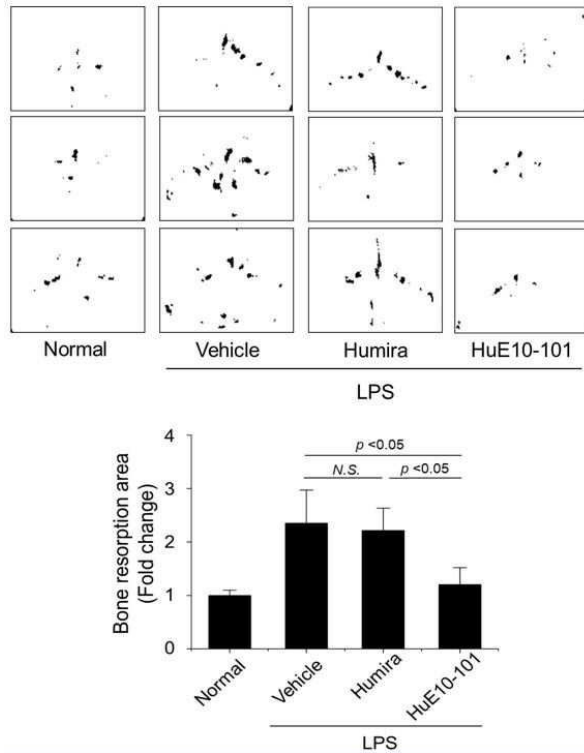 Normal Vehicle Humira HuE10-101
LPS
p <0.05
N.S. p <0.05
Bone resorption area
(Fold change)
4
3
2
1
0
Normal Vehicle Humira HuE10-101
LPS